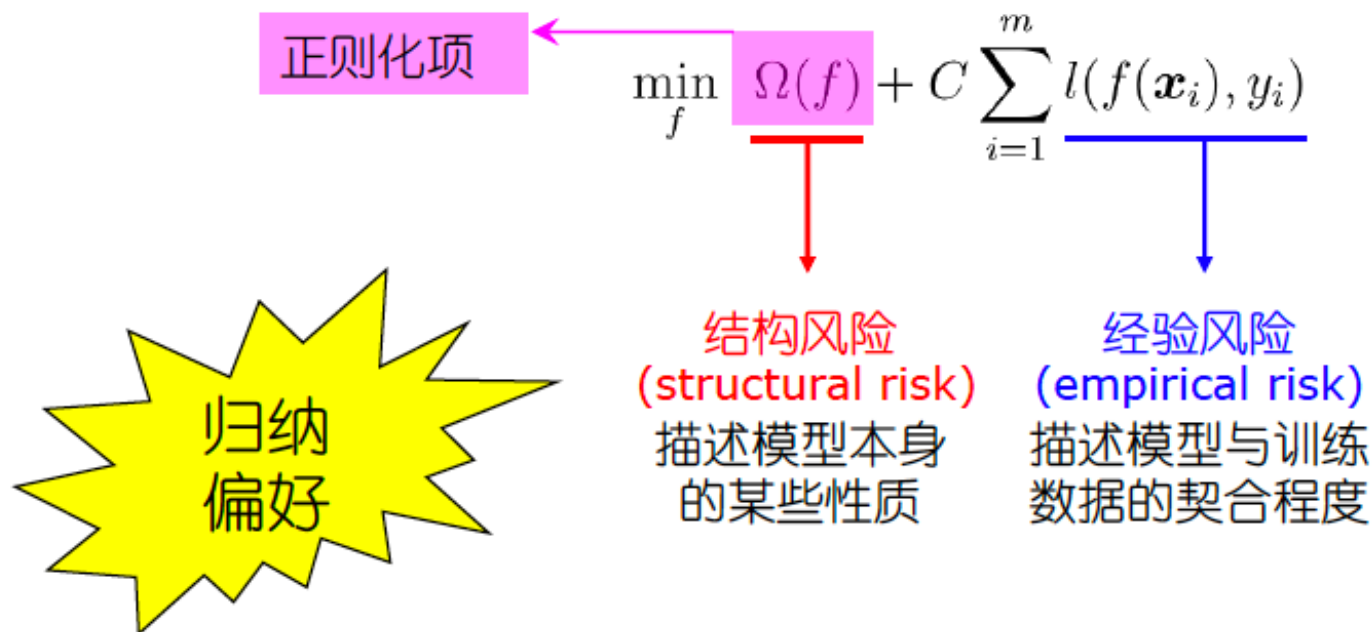 正则化项
min_f Ω(f) + C ∑_{i=1}^{m} l(f(𝒙_i), y_i)
结构风险
(structural risk)
描述模型本身
的某些性质
经验风险
(empirical risk)
描述模型与训练
数据的契合程度
归纳
偏好